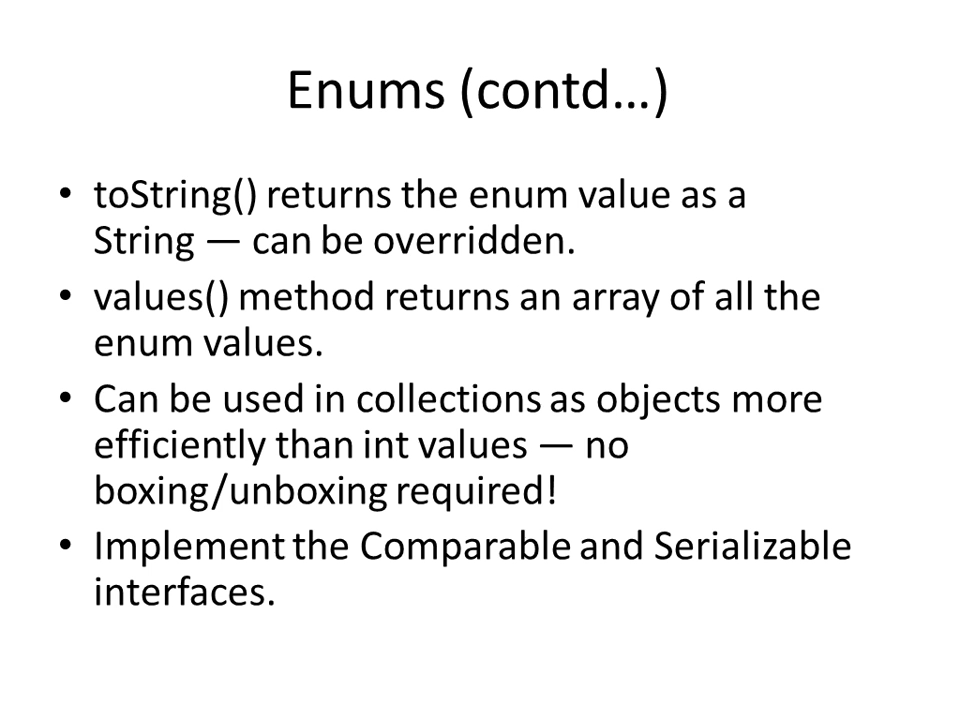 Enums (contd…)
• toString() returns the enum value as a
String — can be overridden.
• values() method returns an array of all the
enum values.
• Can be used in collections as objects more
efficiently than int values — no
boxing/unboxing required!
• Implement the Comparable and Serializable
interfaces.